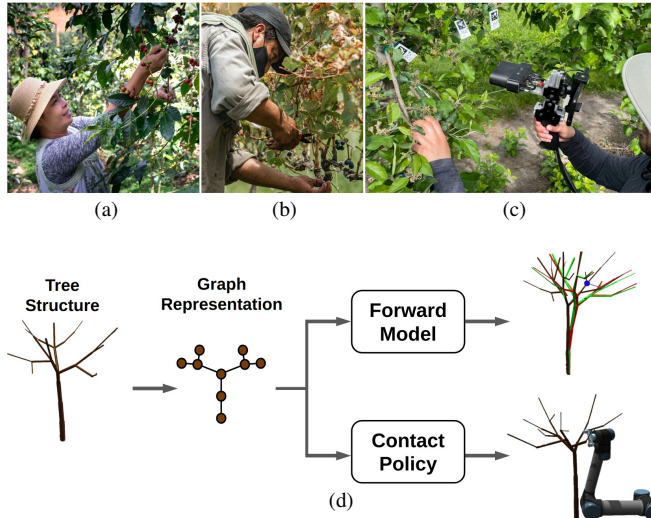 (a)
(b)
(c)
Tree
Structure
Graph
Representation
Forward
Model
Contact
Policy
(d)